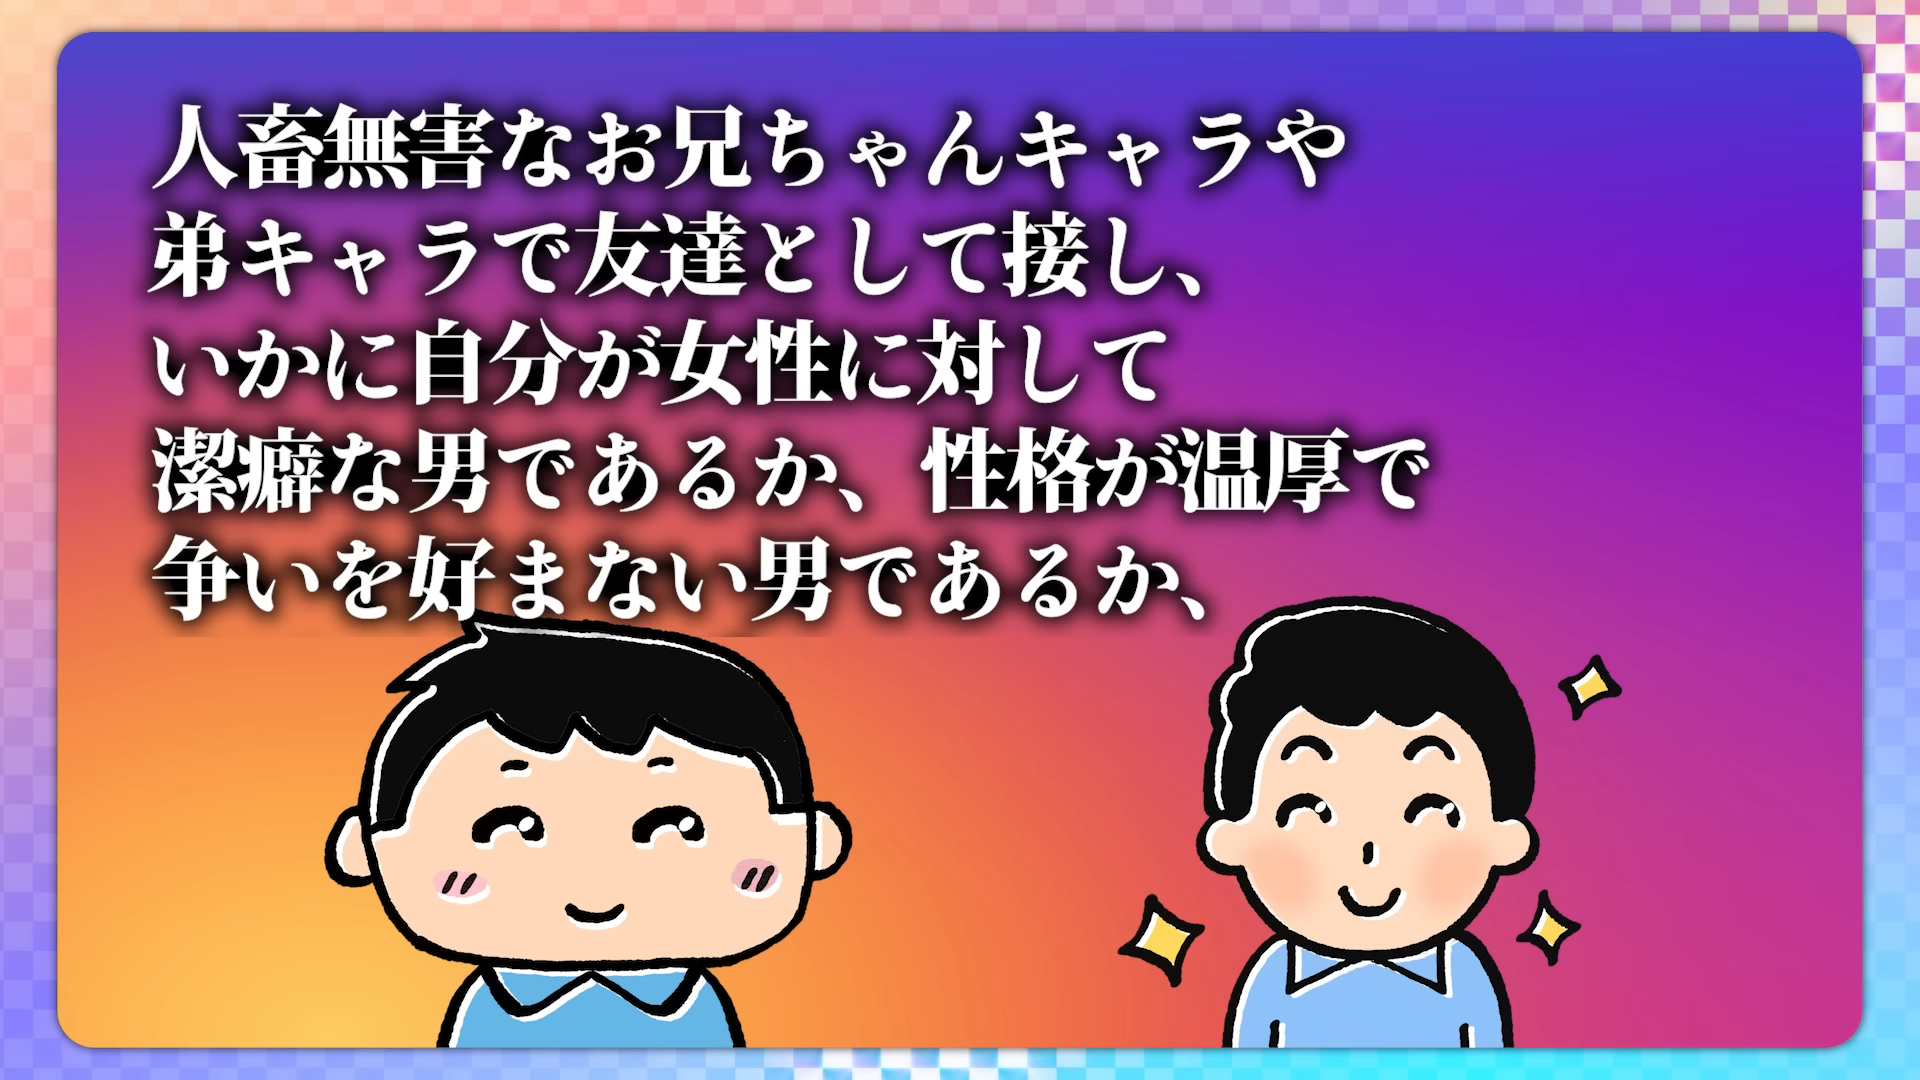 人畜無害なお兄ちゃんキャラや
弟キャラで友達として接し、
いかに自分が女性に対して
潔癖な男であるか、性格が温厚で
争いを好まない男であるか、